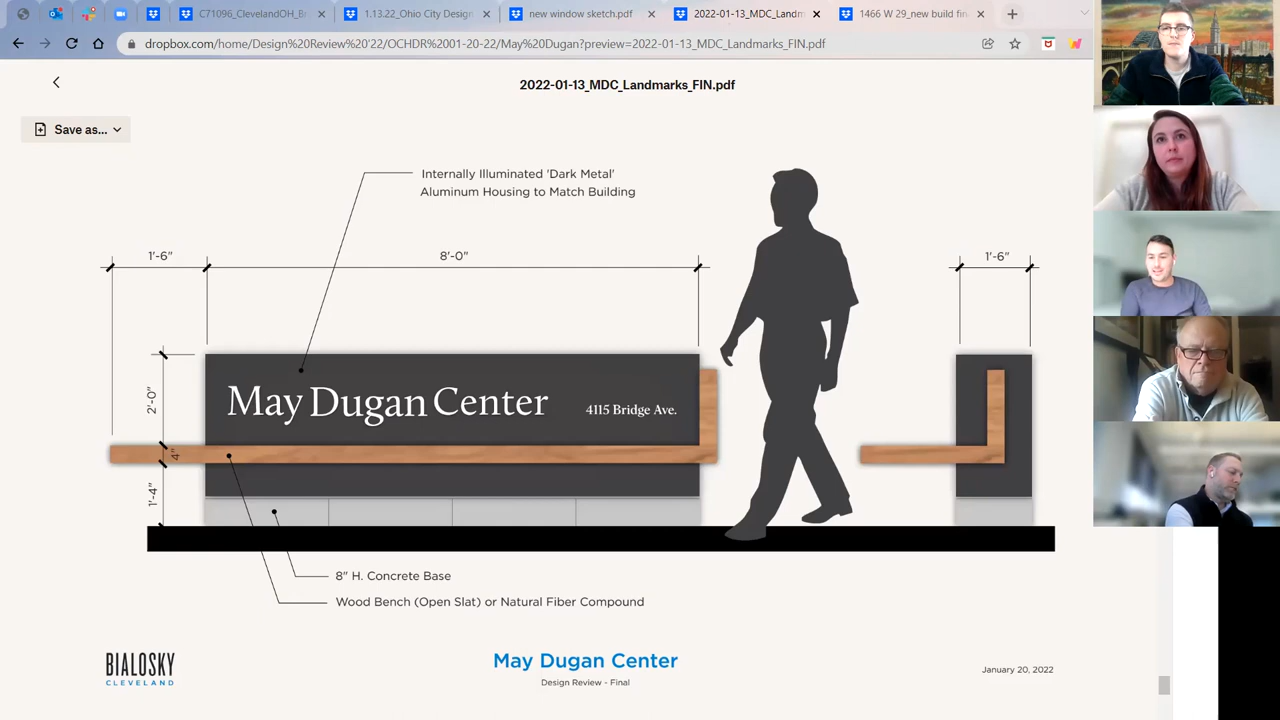 C71096_ClevelandOH_B
1.13.22_Ohio City Design
new window sketch.pdf
2022-01-13_MDC_Landm
1466 W 29_new build fin
dropbox.com/home/Design%20Review%20'22/OCHDR%2001-20-22/May%20Dugan?preview=2022-01-13_MDC_Landmarks_FIN.pdf
2022-01-13_MDC_Landmarks_FIN.pdf
Save as...
Internally Illuminated 'Dark Metal'
Aluminum Housing to Match Building
1'-6"
8'-0"
1'-6"
2'-0"
May Dugan Center
4115 Bridge Ave.
4"
1'-4"
8" H. Concrete Base
Wood Bench (Open Slat) or Natural Fiber Compound
BIALOSKY
CLEVELAND
May Dugan Center
Design Review - Final
January 20, 2022